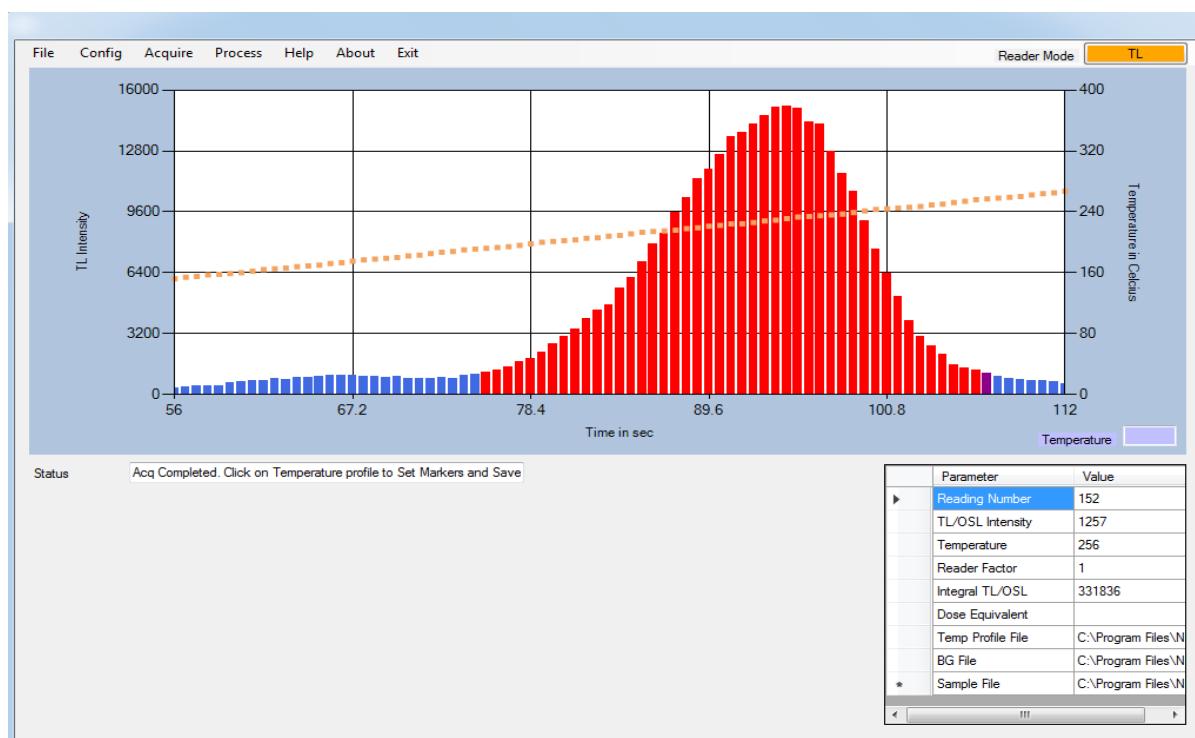 File Config Acquire Process Help About Exit
Reader Mode TL
16000 400
12800 320
9600 240
6400 160
3200 80
0 0
TL Intensity
Temperature in Celcius
56 67.2 78.4 89.6 100.8 112
Time in sec
Temperature
Status Acq Completed. Click on Temperature profile to Set Markers and Save
Parameter Value
Reading Number 152
TL/OSL Intensity 1257
Temperature 256
Reader Factor 1
Integral TL/OSL 331836
Dose Equivalent
Temp Profile File C:\Program Files\N
BG File C:\Program Files\N
* Sample File C:\Program Files\N